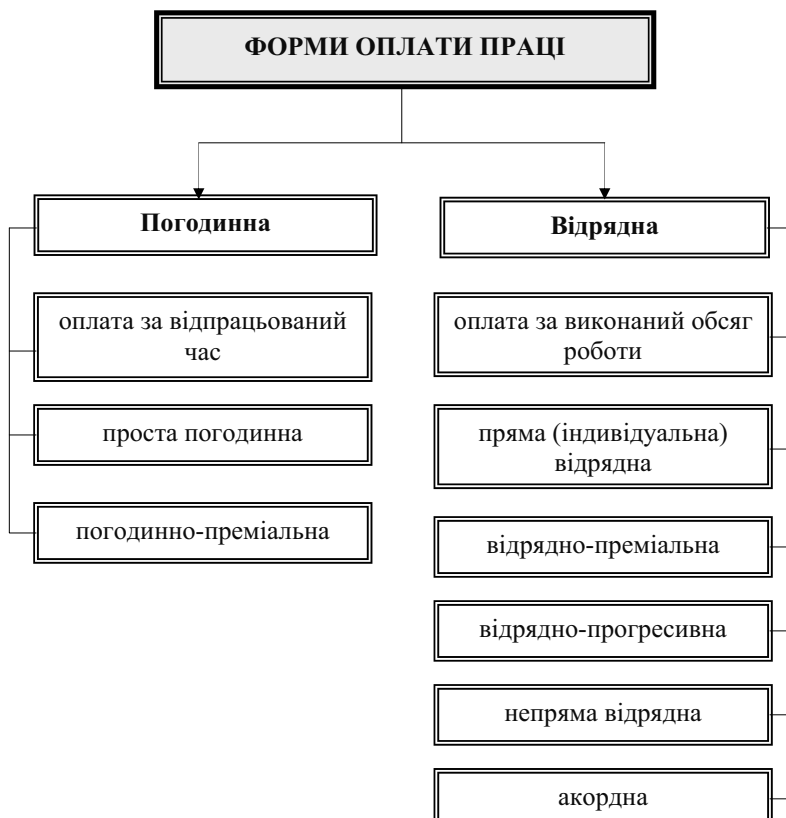 ФОРМИ ОПЛАТИ ПРАЦІ
Погодинна
оплата за відпрацьований
час
проста погодинна
погодинно-преміальна
Відрядна
оплата за виконаний обсяг
роботи
пряма (індивідуальна)
відрядна
відрядно-преміальна
відрядно-прогресивна
непряма відрядна
акордна